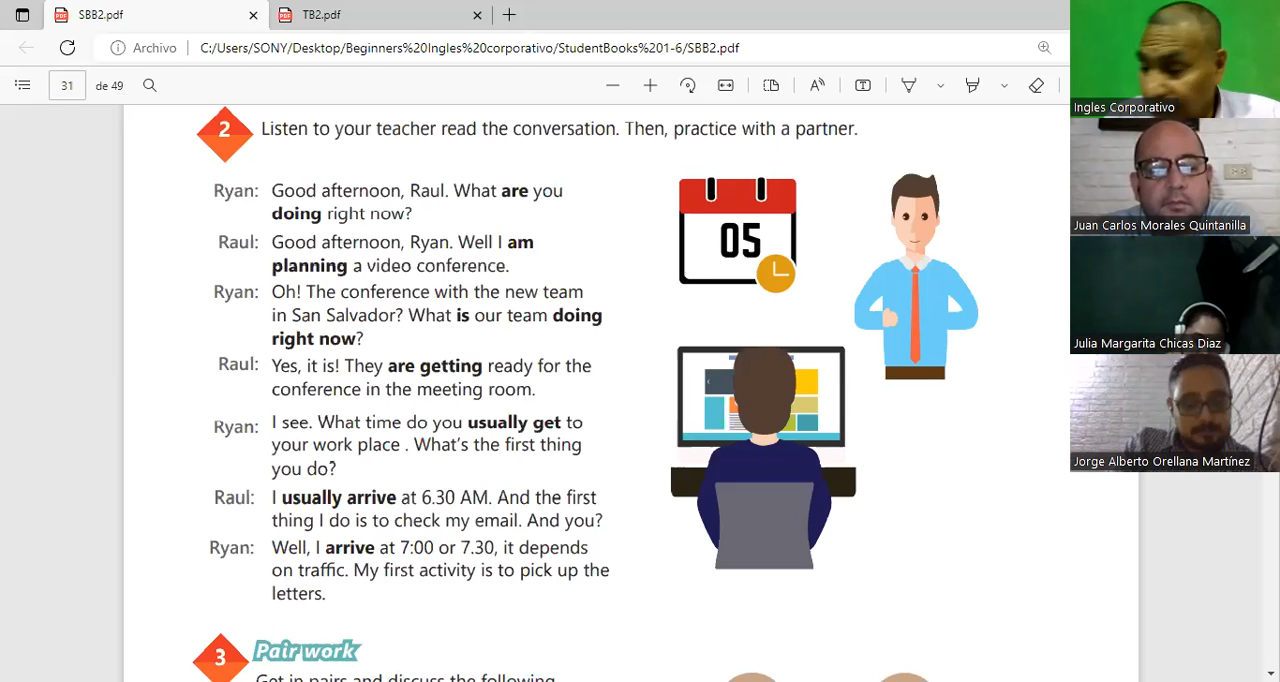 SBB2.pdf
TB2.pdf
Archivo
C:/Users/SONY/Desktop/Beginners%20Ingles%20corporativo/StudentBooks%201-6/SBB2.pdf
31 de 49
Ingles Corporativo
Juan Carlos Morales Quintanilla
Julia Margarita Chicas Diaz
Jorge Alberto Orellana Martínez
2 Listen to your teacher read the conversation. Then, practice with a partner.
Ryan: Good afternoon, Raul. What are you
doing right now?
Raul: Good afternoon, Ryan. Well I am
planning a video conference.
Ryan: Oh! The conference with the new team
in San Salvador? What is our team doing
right now?
Raul: Yes, it is! They are getting ready for the
conference in the meeting room.
Ryan: I see. What time do you usually get to
your work place . What's the first thing
you do?
Raul: I usually arrive at 6.30 AM. And the first
thing I do is to check my email. And you?
Ryan: Well, I arrive at 7:00 or 7.30, it depends
on traffic. My first activity is to pick up the
letters.
05
3 Pair work
Get in pairs and discuss the following